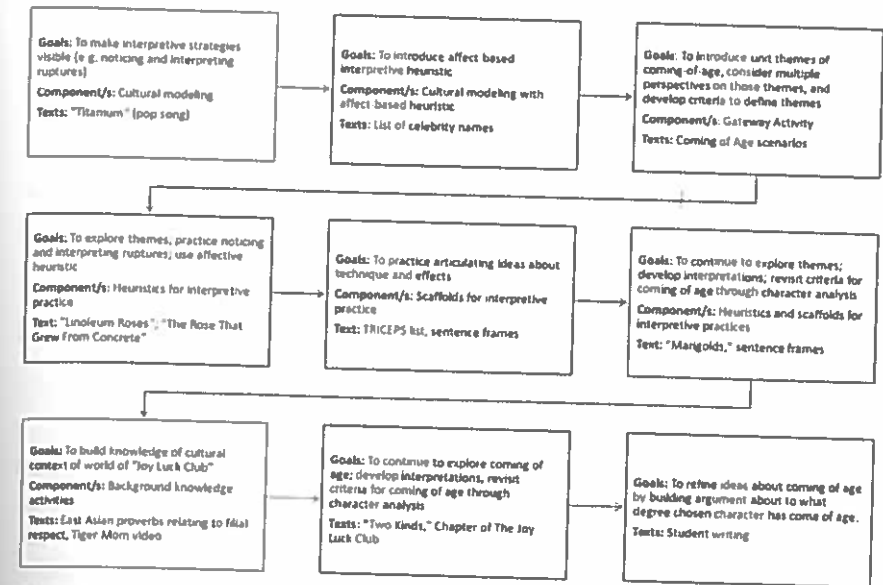 Goals: To make interpretive strategies
visible (e g. noticing and interpreting
ruptures)
Component/s: Cultural modeling
Texts: "Titanum" (pop song)
Goals: To introduce affect based
interpretive heuristic
Component/s: Cultural modeling with
affect-based heuristic
Texts: List of celebrity names
Goals: To introduce unit themes of
coming-of-age, consider multiple
perspectives on those themes, and
develop criteria to define themes
Component/s: Gateway Activity
Texts: Coming of Age scenarios
Goals: To explore themes, practice noticing
and interpreting ruptures; use affective
heuristic
Component/s: Heuristics for interpretive
practice
Text: "Linoleum Roses", "The Rose That
Grew From Concrete"
Goals: To practice articulating ideas about
technique and effects
Component/s: Scaffolds for interpretive
practice
Text: TRICEPS list, sentence frames
Goals: To continue to explore themes;
develop interpretations; revisit criteria for
coming of age through character analysis
Component/s: Heuristics and scaffolds for
interpretive practices
Text: "Marigolds," sentence frames
Goals: To build knowledge of cultural
context of world of "Joy Luck Club"
Component/s: Background knowledge
activities
Texts: East Asian proverbs relating to filial
respect, Tiger Mom video
Goals: To continue to explore coming of
age; develop interpretations, revisit
criteria for coming of age through
character analysis
Texts: "Two Kinds," Chapter of The Joy
Luck Club
Goals: To refine ideas about coming of age
by building argument about to what
degree chosen character has come of age.
Texts: Student writing